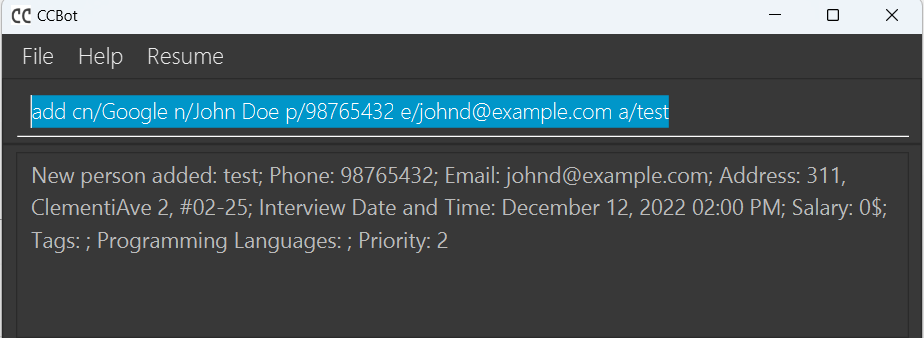 CC CCBot
File Help Resume
add cn/Google n/John Doe p/98765432 e/johnd@example.com a/test
New person added: test; Phone: 98765432; Email: johnd@example.com; Address: 311,
ClementiAve 2, #02-25; Interview Date and Time: December 12, 2022 02:00 PM; Salary: 0$;
Tags: ; Programming Languages: ; Priority: 2